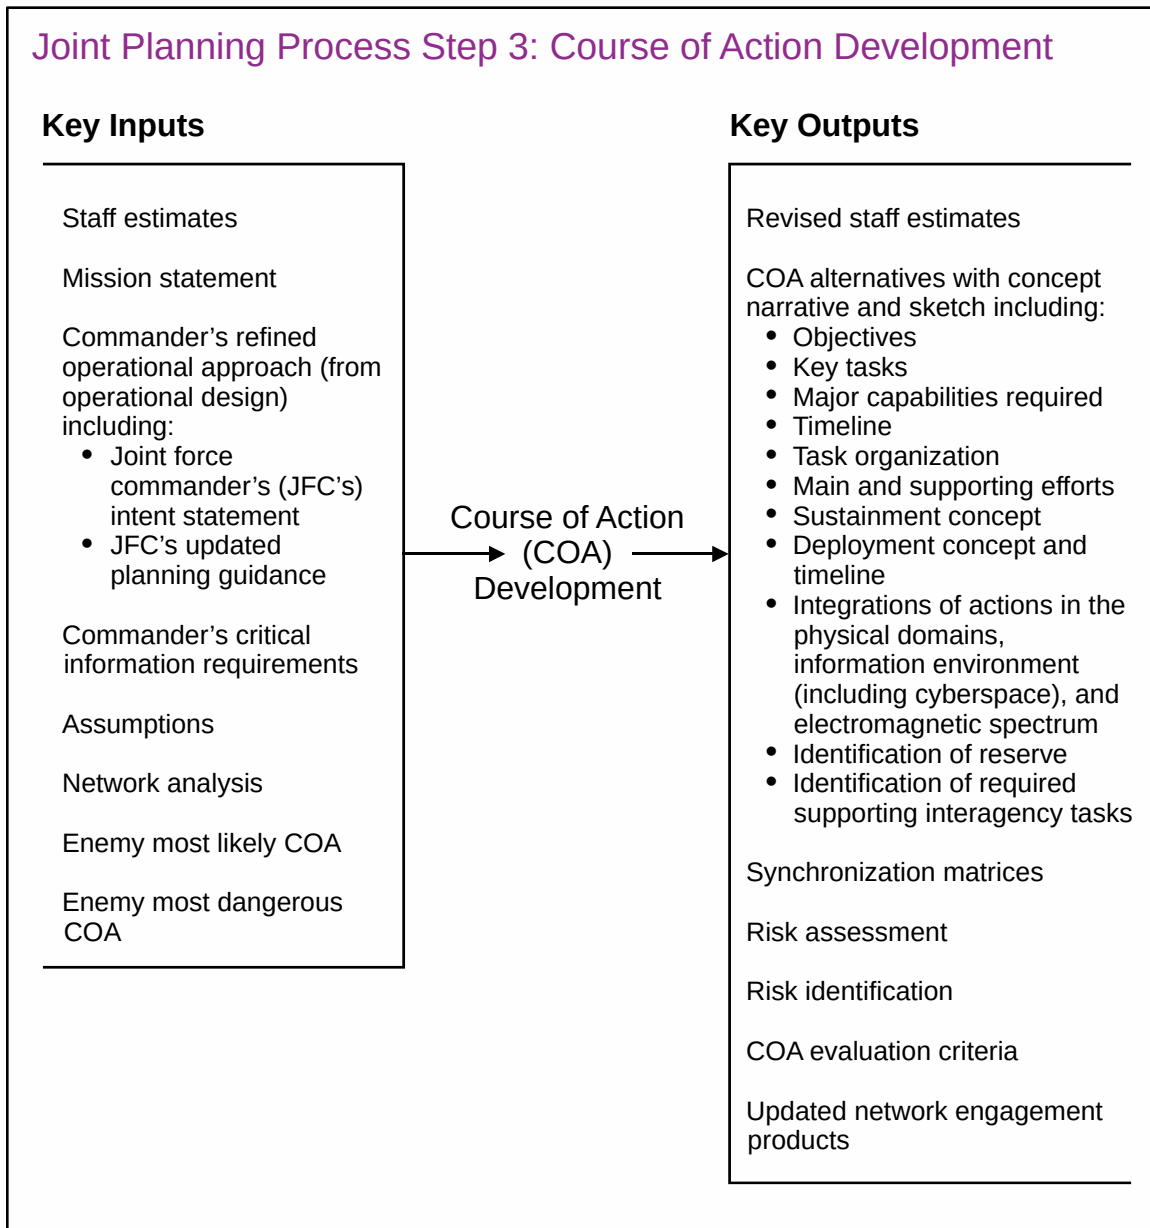 Joint Planning Process Step 3: Course of Action Development
Key Inputs
Staff estimates
Mission statement
Commander’s refined
operational approach (from
operational design)
including:
• Joint force
commander’s (JFC’s)
intent statement
• JFC’s updated
planning guidance
Commander’s critical
information requirements
Assumptions
Network analysis
Enemy most likely COA
Enemy most dangerous
COA
Course of Action
(COA)
Development
Key Outputs
Revised staff estimates
COA alternatives with concept
narrative and sketch including:
• Objectives
• Key tasks
• Major capabilities required
• Timeline
• Task organization
• Main and supporting efforts
• Sustainment concept
• Deployment concept and
timeline
• Integrations of actions in the
physical domains,
information environment
(including cyberspace), and
electromagnetic spectrum
• Identification of reserve
• Identification of required
supporting interagency tasks
Synchronization matrices
Risk assessment
Risk identification
COA evaluation criteria
Updated network engagement
products